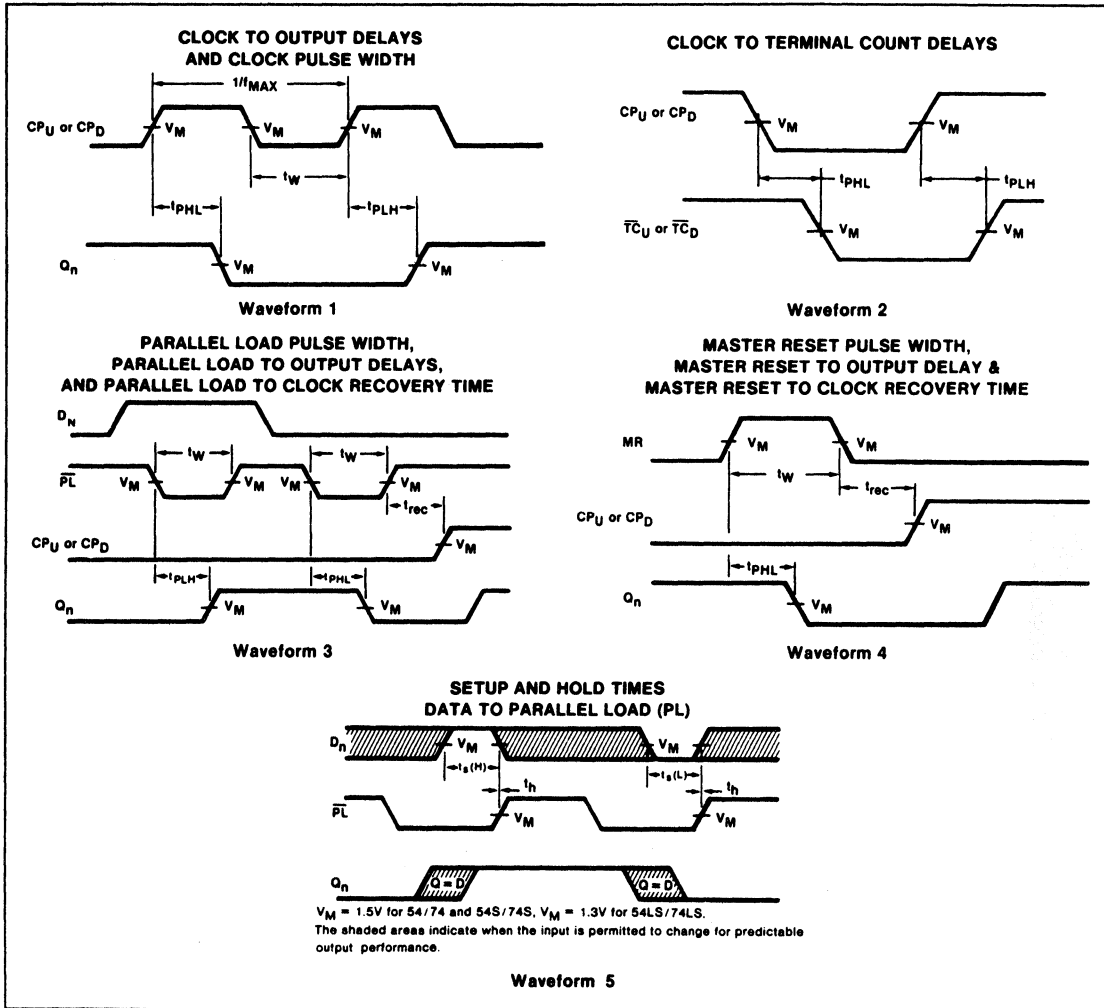 CLOCK TO OUTPUT DELAYS
AND CLOCK PULSE WIDTH
1/fMAX
CPU or CPD
VM
VM
VM
tW
tPHL
tPLH
Qn
VM
VM
Waveform 1
CLOCK TO TERMINAL COUNT DELAYS
CPU or CPD
VM
VM
tPHL
tPLH
T̅C̅U or T̅C̅D
VM
VM
Waveform 2
PARALLEL LOAD PULSE WIDTH,
PARALLEL LOAD TO OUTPUT DELAYS,
AND PARALLEL LOAD TO CLOCK RECOVERY TIME
DN
tW
tW
P̅L̅
VM
VM
VM
VM
trec
CPU or CPD
VM
tPLH
tPHL
Qn
VM
VM
Waveform 3
MASTER RESET PULSE WIDTH,
MASTER RESET TO OUTPUT DELAY &
MASTER RESET TO CLOCK RECOVERY TIME
MR
VM
VM
tW
trec
CPU or CPD
VM
tPHL
Qn
VM
Waveform 4
SETUP AND HOLD TIMES
DATA TO PARALLEL LOAD (PL)
Dn
VM
VM
ts(H)
ts(L)
th
th
P̅L̅
VM
VM
Qn
Q = D
Q = D
VM = 1.5V for 54/74 and 54S/74S, VM = 1.3V for 54LS/74LS.
The shaded areas indicate when the input is permitted to change for predictable
output performance.
Waveform 5